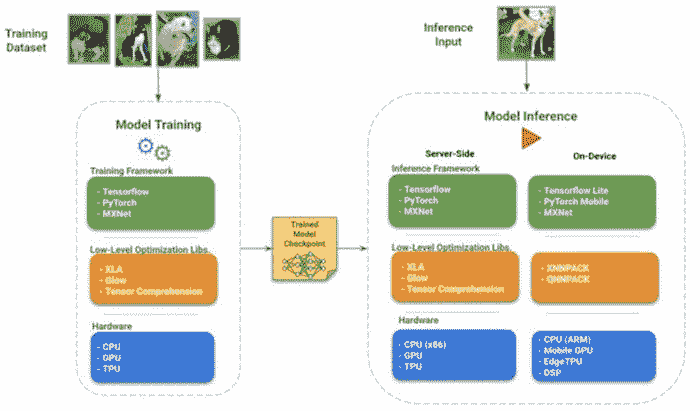 Training
Dataset
Inference
Input
Model Training
Training Framework
- Tensorflow
- PyTorch
- MXNet
Low-Level Optimization Libs.
- XLA
- Glow
- Tensor Comprehension
Hardware
- CPU
- GPU
- TPU
Trained
Model
Checkpoint
Model Inference
Server-Side
On-Device
Inference Framework
- Tensorflow
- PyTorch
- MXNet
- Tensorflow Lite
- PyTorch Mobile
- MXNet
Low-Level Optimization Libs.
- XLA
- Glow
- Tensor Comprehension
- XNNPACK
- QNNPACK
Hardware
- CPU (x86)
- GPU
- TPU
- CPU (ARM)
- Mobile GPU
- EdgeTPU
- DSP